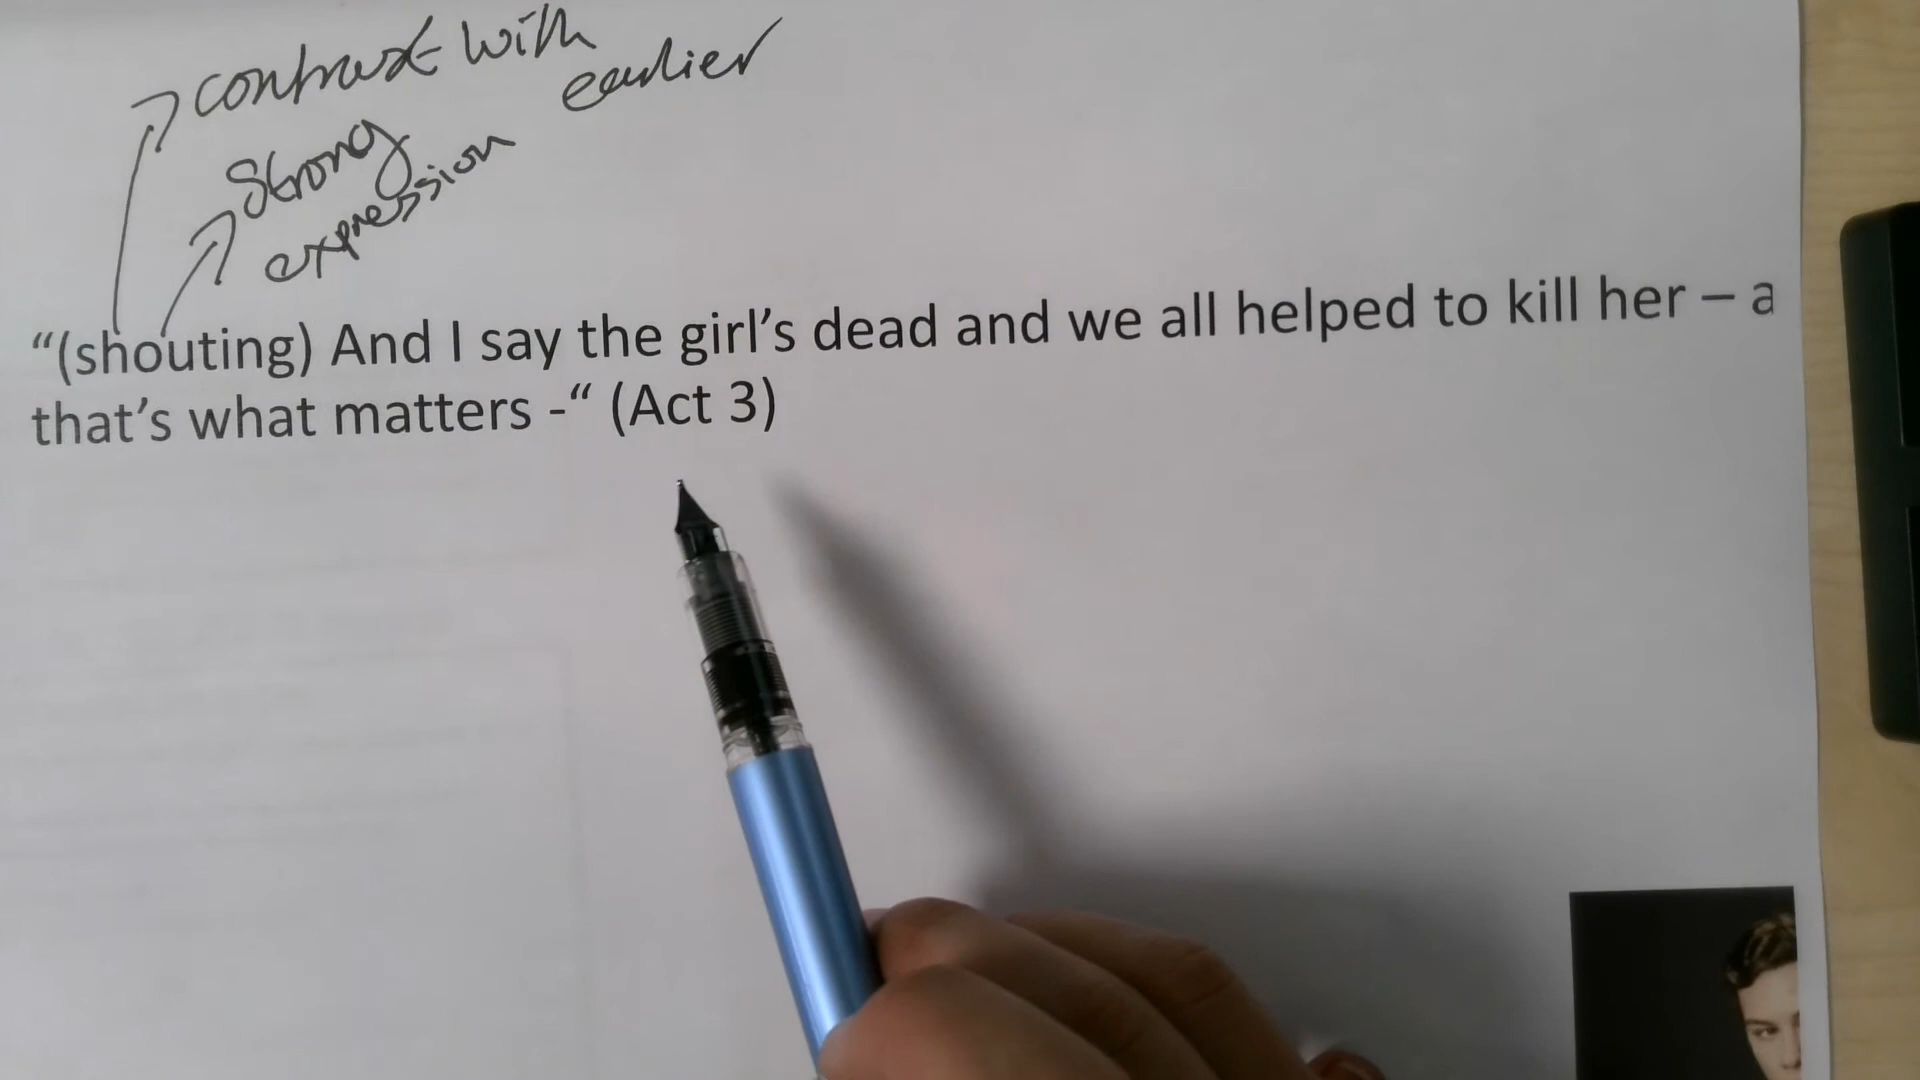 contrast with
earlier
Strong
expression
“(shouting) And I say the girl’s dead and we all helped to kill her – a
that’s what matters -“ (Act 3)